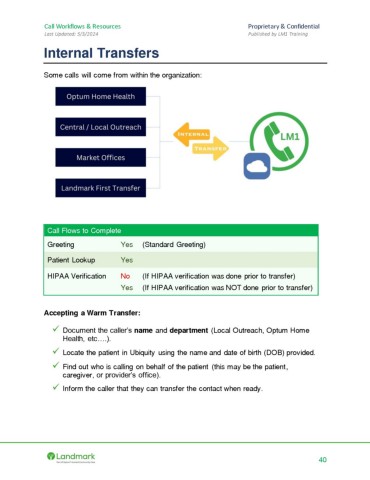 Call Workflows & Resources
Proprietary & Confidential
Last Updated: 5/3/2024
Published by LM1 Training
Internal Transfers
Some calls will come from within the organization:
Optum Home Health
Central / Local Outreach
Market Offices
Landmark First Transfer
INTERNAL
TRANSFER
LM1
Call Flows to Complete
Greeting Yes (Standard Greeting)
Patient Lookup Yes
HIPAA Verification No (If HIPAA verification was done prior to transfer)
Yes (If HIPAA verification was NOT done prior to transfer)
Accepting a Warm Transfer:
✓ Document the caller's name and department (Local Outreach, Optum Home
Health, etc….).
✓ Locate the patient in Ubiquity using the name and date of birth (DOB) provided.
✓ Find out who is calling on behalf of the patient (this may be the patient,
caregiver, or provider's office).
✓ Inform the caller that they can transfer the contact when ready.
Landmark
40